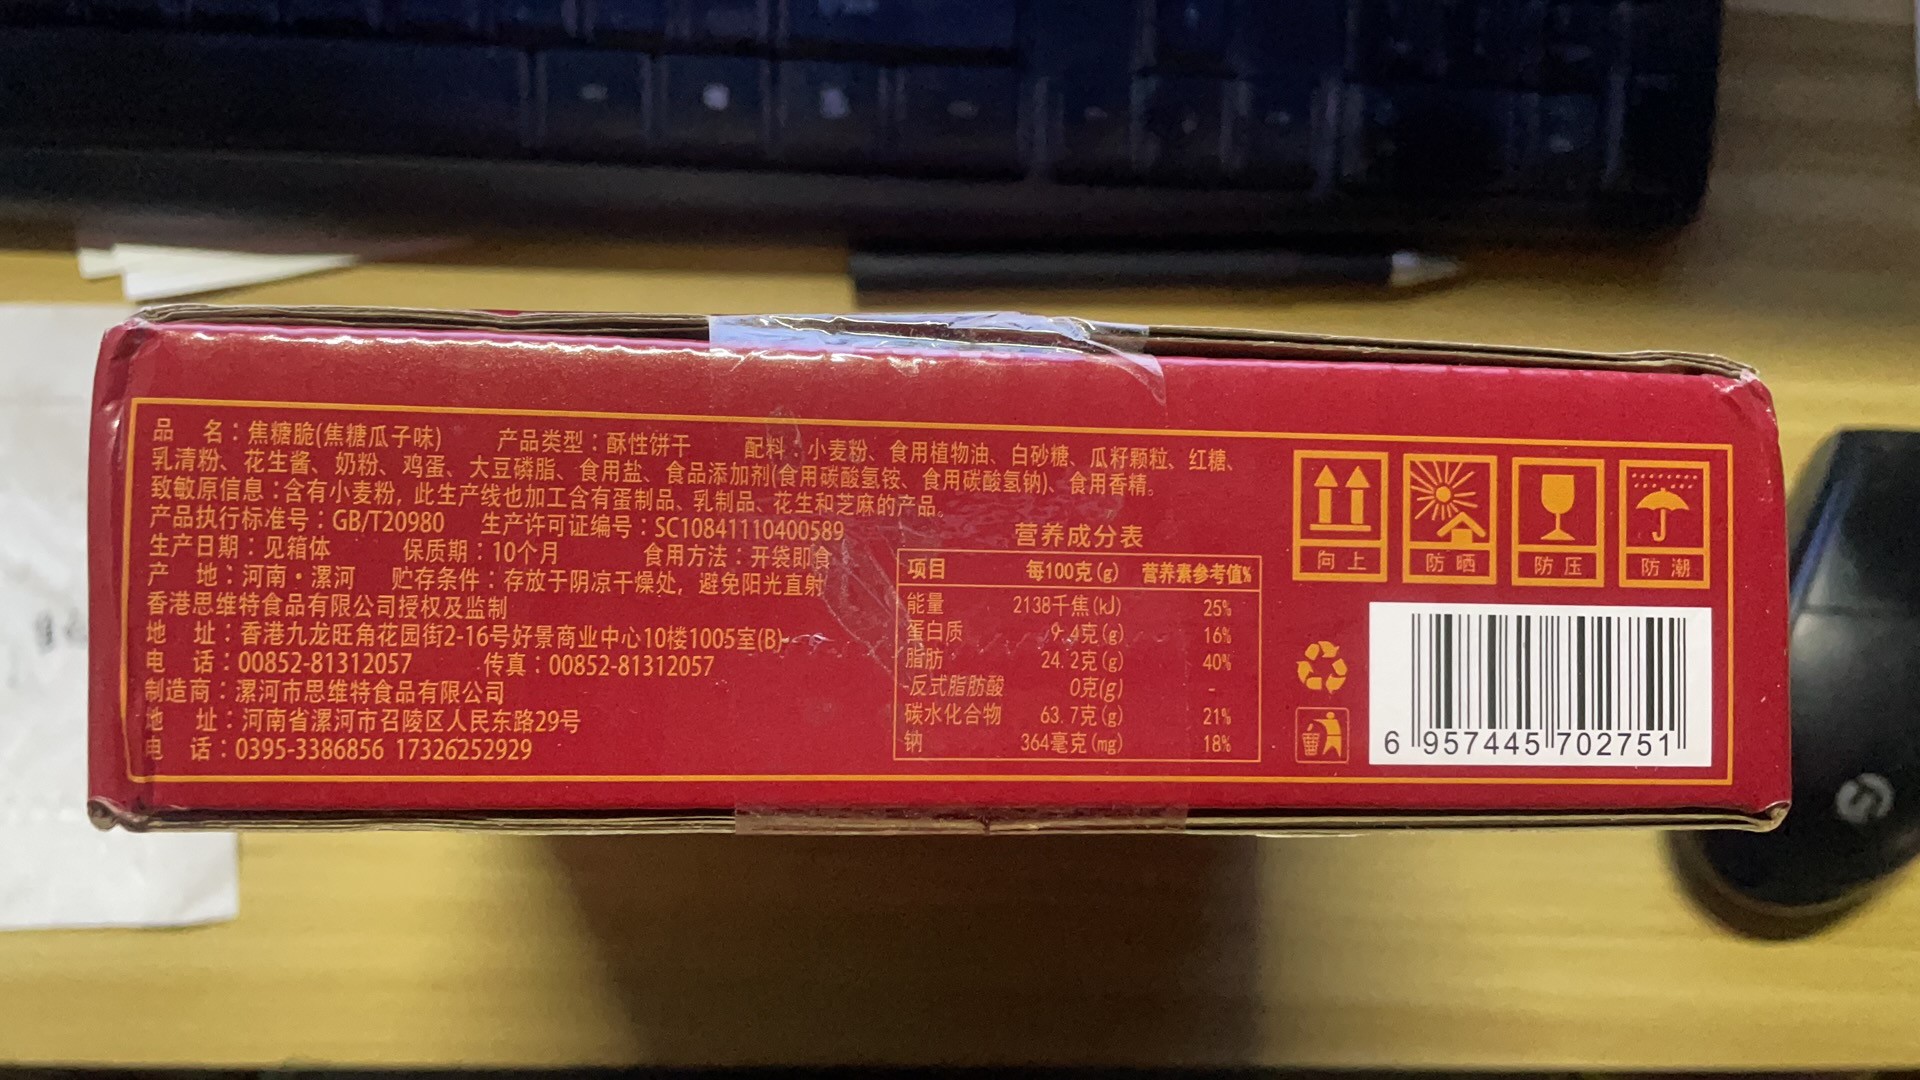 品 名：焦糖脆(焦糖瓜子味) 产品类型：酥性饼干 配料：小麦粉、食用植物油、白砂糖、瓜籽颗粒、红糖、
乳清粉、花生酱、奶粉、鸡蛋、大豆磷脂、食用盐、食品添加剂(食用碳酸氢铵、食用碳酸氢钠)、食用香精。
致敏原信息：含有小麦粉，此生产线也加工含有蛋制品、乳制品、花生和芝麻的产品。
产品执行标准号：GB/T20980 生产许可证编号：SC10841110400589
生产日期：见箱体 保质期：10个月 食用方法：开袋即食
产 地：河南·漯河 贮存条件：存放于阴凉干燥处，避免阳光直射
香港思维特食品有限公司授权及监制
地 址：香港九龙旺角花园街2-16号好景商业中心10楼1005室(B)
电 话：00852-81312057 传真：00852-81312057
制造商：漯河市思维特食品有限公司
地 址：河南省漯河市召陵区人民东路29号
电 话：0395-3386856 17326252929
营养成分表
项目 每100克(g) 营养素参考值%
能量 2138千焦(kJ) 25%
蛋白质 9.4克(g) 16%
脂肪 24.2克(g) 40%
-反式脂肪酸 0克(g) -
碳水化合物 63.7克(g) 21%
钠 364毫克(mg) 18%
向上 防晒 防压 防潮
6 957445 702751